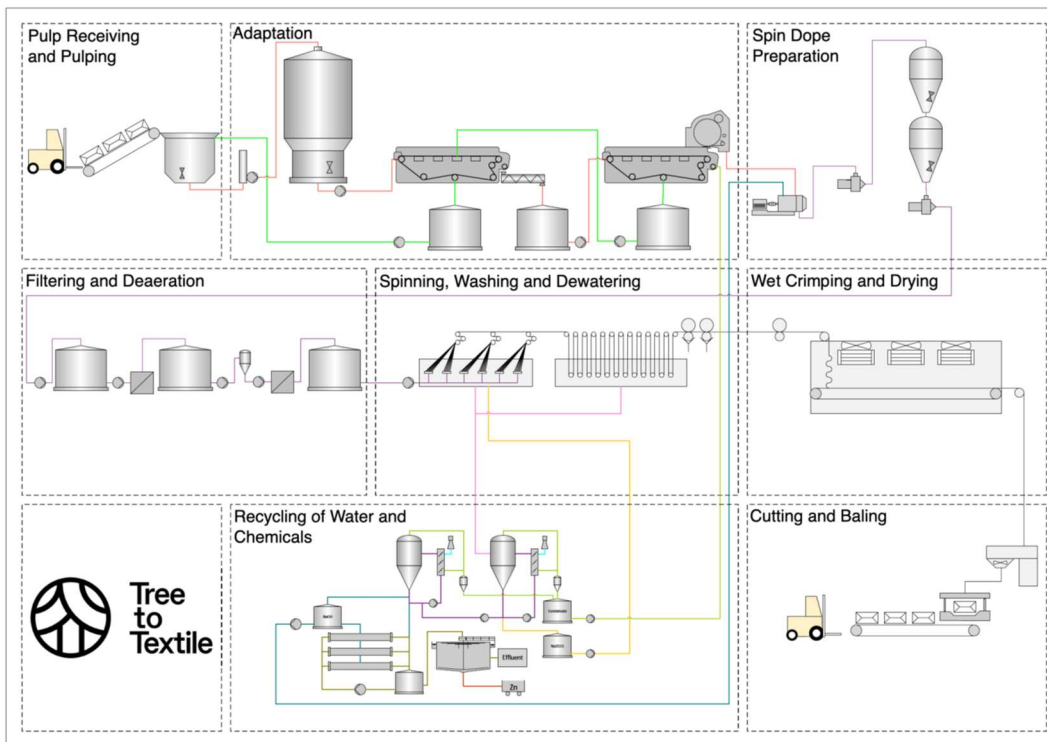 Pulp Receiving
and Pulping
Adaptation
Spin Dope
Preparation
Filtering and Deaeration
Spinning, Washing and Dewatering
Wet Crimping and Drying
Tree
to
Textile
Recycling of Water and
Chemicals
Effluent
Zn
Cutting and Baling